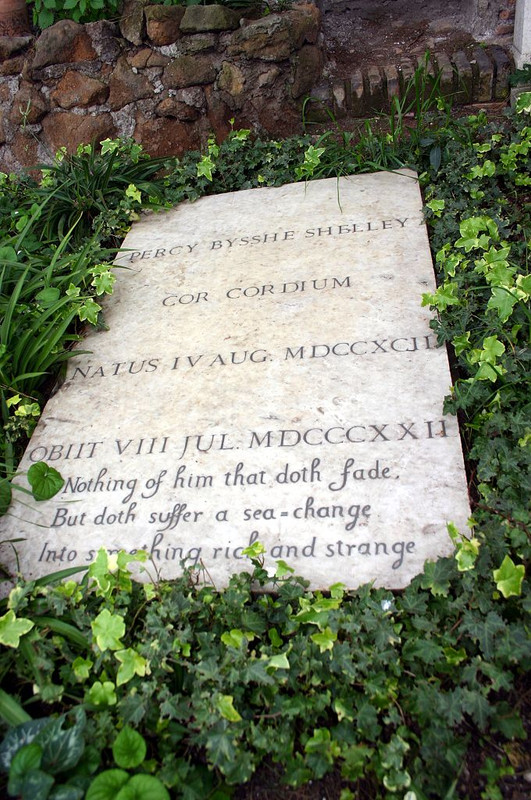 PERCY BYSSHE SHELLEY
COR CORDIUM
NATUS IV AUG. MDCCXCII
OBIIT VIII JUL. MDCCCXXII
Nothing of him that doth fade,
But doth suffer a sea=change
Into something rich and strange